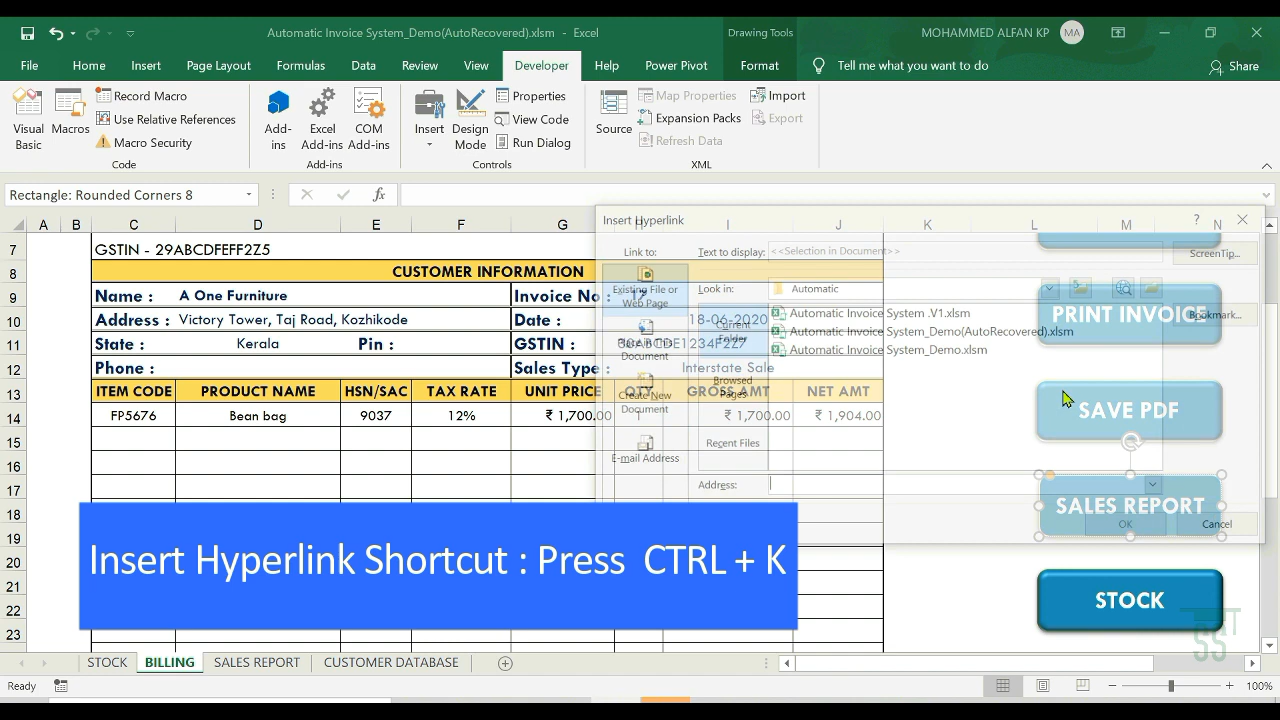 Automatic Invoice System_Demo(AutoRecovered).xlsm - Excel
Drawing Tools
MOHAMMED ALFAN KP
MA
File Home Insert Page Layout Formulas Data Review View Developer Help Power Pivot Format Tell me what you want to do Share
Visual Basic
Macros
Record Macro
Use Relative References
Macro Security
Code
Add-ins
Excel Add-ins
COM Add-ins
Add-ins
Insert
Design Mode
Properties
View Code
Run Dialog
Controls
Source
Map Properties
Expansion Packs
Refresh Data
Import
Export
XML
Rectangle: Rounded Corners 8
fx
A B C D E F G H I J K L M N
7 GSTIN - 29ABCDFEFF2Z5
8 CUSTOMER INFORMATION
9 Name : A One Furniture Invoice No : 12
10 Address : Victory Tower, Taj Road, Kozhikode Date : 18-06-2020
11 State : Kerala Pin : GSTIN :
12 Phone : Sales Type : Interstate Sale
13 ITEM CODE PRODUCT NAME HSN/SAC TAX RATE UNIT PRICE QTY GROSS AMT NET AMT
14 FP5676 Bean bag 9037 12% ₹ 1,700.00 1 ₹ 1,700.00 ₹ 1,904.00
15
16
17
18
19
20
21
22
23
Insert Hyperlink
?
Link to:
Text to display: <<Selection in Document>>
ScreenTip...
Existing File or Web Page
Look in: Automatic
Bookmark...
Place in This Document
Current Folder
Automatic Invoice System .V1.xlsm
Automatic Invoice System_Demo(AutoRecovered).xlsm
Automatic Invoice System_Demo.xlsm
Create New Document
Browsed Pages
Recent Files
E-mail Address
Address:
OK
Cancel
PRINT INVOICE
SAVE PDF
SALES REPORT
STOCK
Insert Hyperlink Shortcut : Press CTRL + K
STOCK BILLING SALES REPORT CUSTOMER DATABASE
Ready
100%